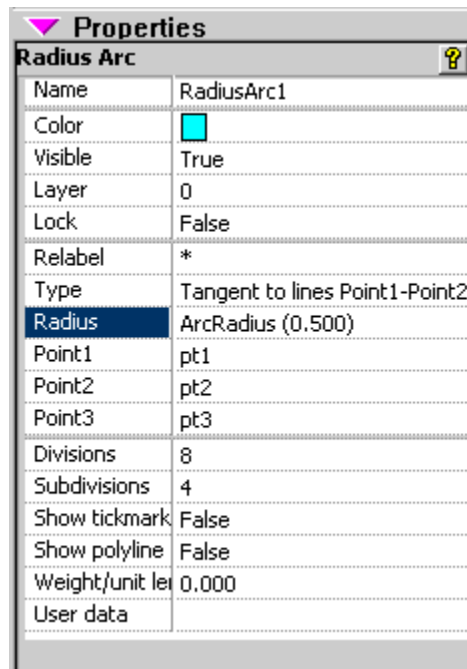 Properties
Radius Arc ?
Name RadiusArc1
Color
Visible True
Layer 0
Lock False
Relabel *
Type Tangent to lines Point1-Point2
Radius ArcRadius (0.500)
Point1 pt1
Point2 pt2
Point3 pt3
Divisions 8
Subdivisions 4
Show tickmark False
Show polyline False
Weight/unit le 0.000
User data